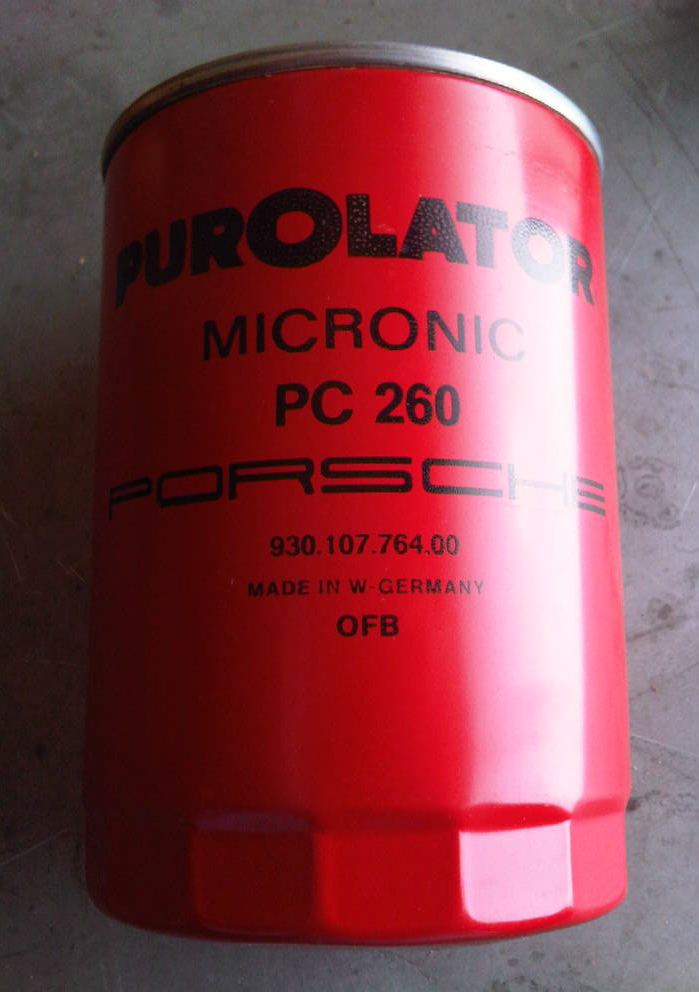 PUROLATOR
MICRONIC
PC 260
PORSCHE
930.107.764.00
MADE IN W-GERMANY
OFB